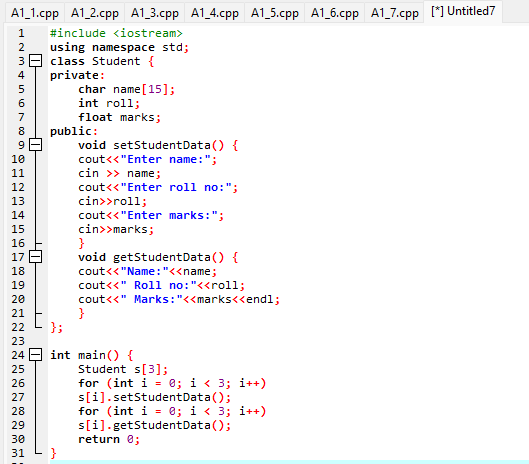 A1_1.cpp A1_2.cpp A1_3.cpp A1_4.cpp A1_5.cpp A1_6.cpp A1_7.cpp [*] Untitled7
1 #include <iostream>
2 using namespace std;
3 class Student {
4 private:
5 char name[15];
6 int roll;
7 float marks;
8 public:
9 void setStudentData() {
10 cout<<"Enter name:";
11 cin >> name;
12 cout<<"Enter roll no:";
13 cin>>roll;
14 cout<<"Enter marks:";
15 cin>>marks;
16 }
17 void getStudentData() {
18 cout<<"Name:"<<name;
19 cout<<" Roll no:"<<roll;
20 cout<<" Marks:"<<marks<<endl;
21 }
22 };
23
24 int main() {
25 Student s[3];
26 for (int i = 0; i < 3; i++)
27 s[i].setStudentData();
28 for (int i = 0; i < 3; i++)
29 s[i].getStudentData();
30 return 0;
31 }